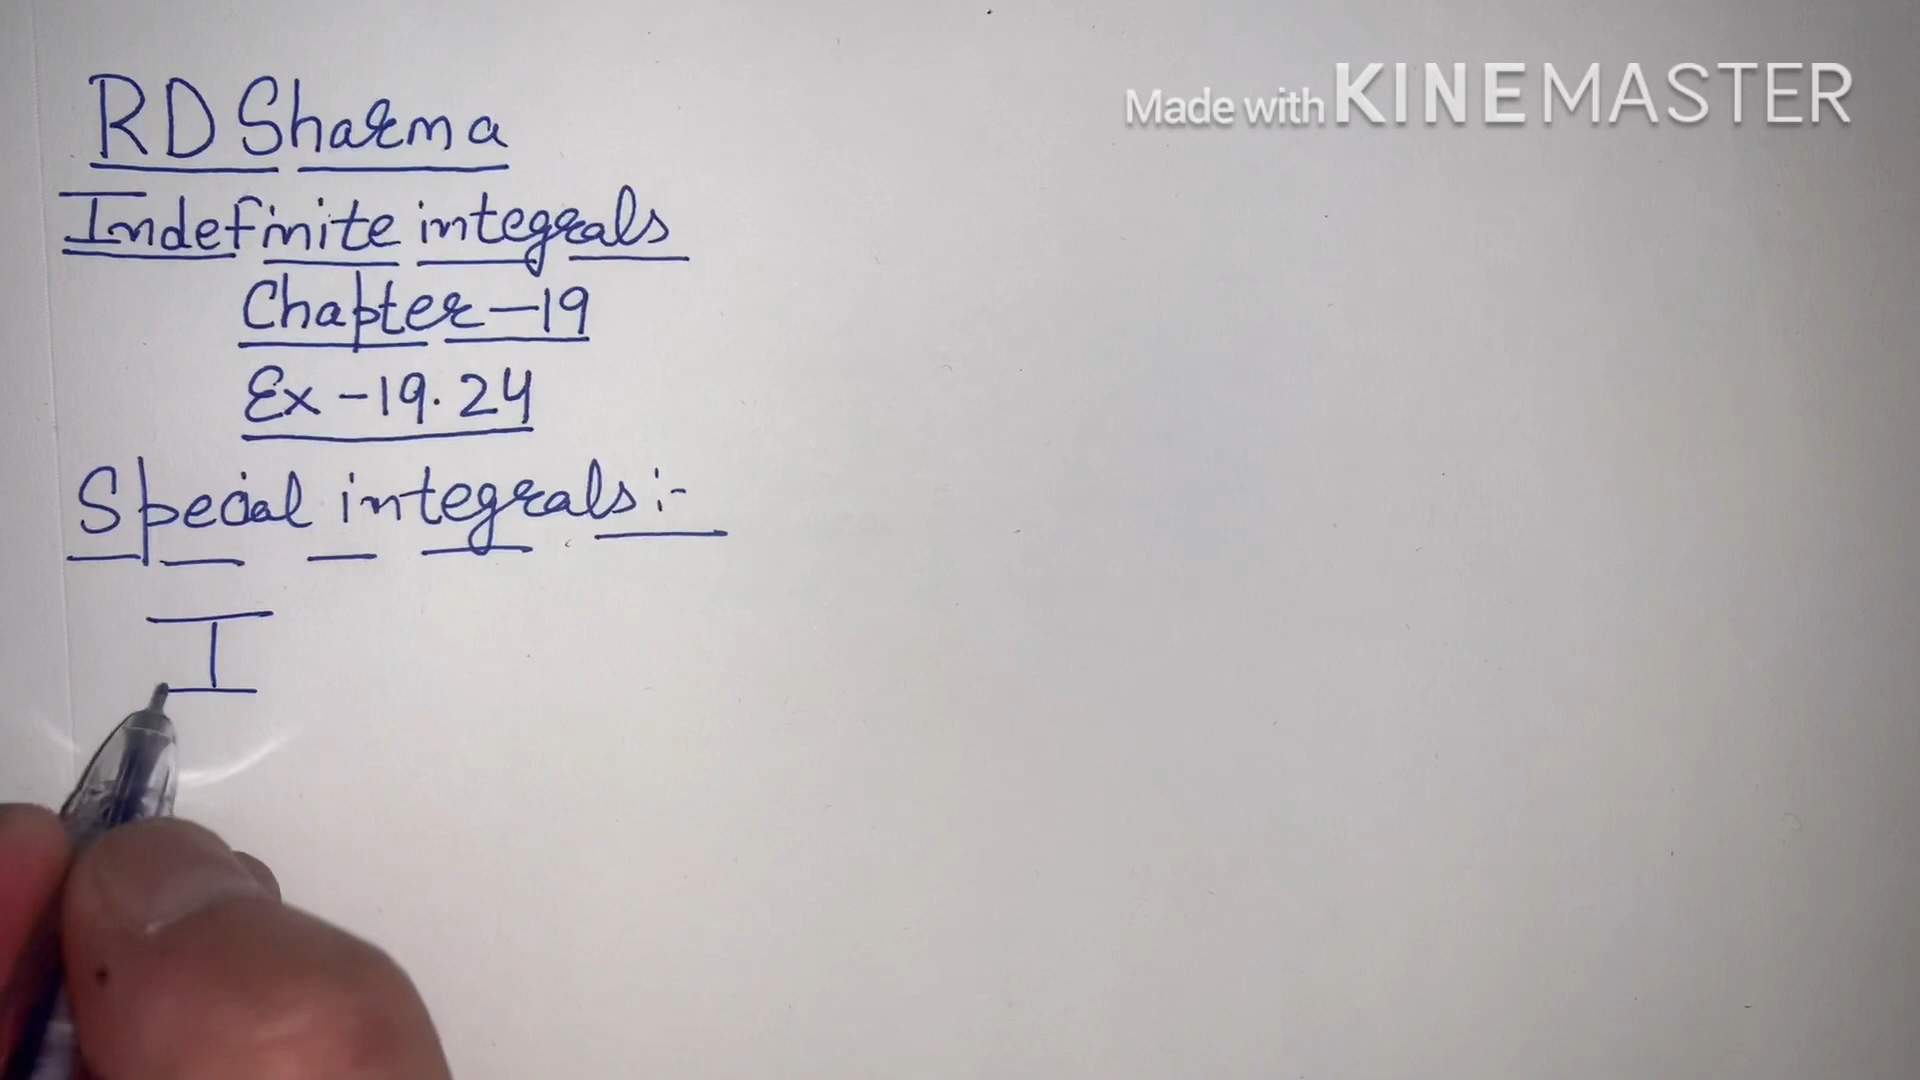 RD Sharma
Made with KINEMASTER
Indefinite integrals
Chapter-19
Ex-19.24
Special integrals:-
I